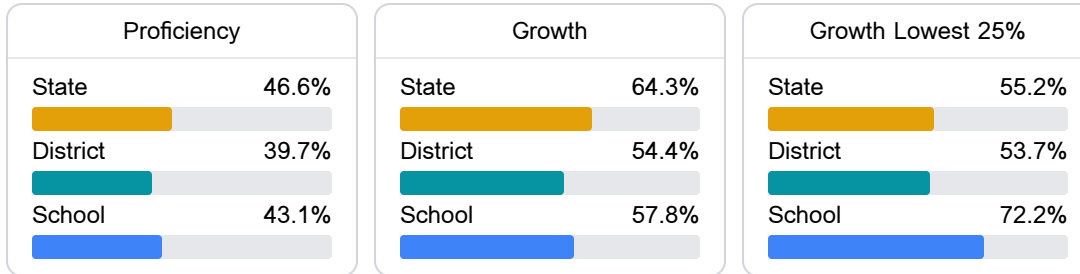 Proficiency
State 46.6%
District 39.7%
School 43.1%
Growth
State 64.3%
District 54.4%
School 57.8%
Growth Lowest 25%
State 55.2%
District 53.7%
School 72.2%